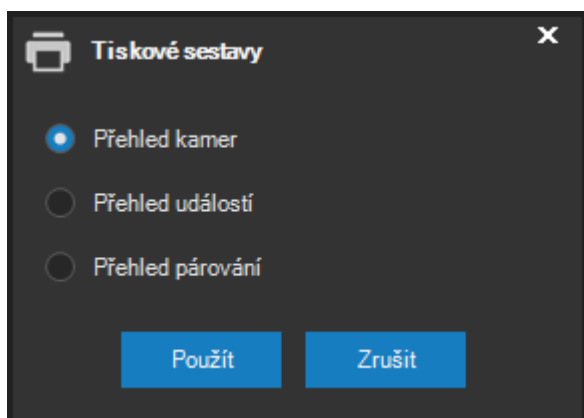 Tiskové sestavy
Přehled kamer
Přehled událostí
Přehled párování
Použít Zrušit